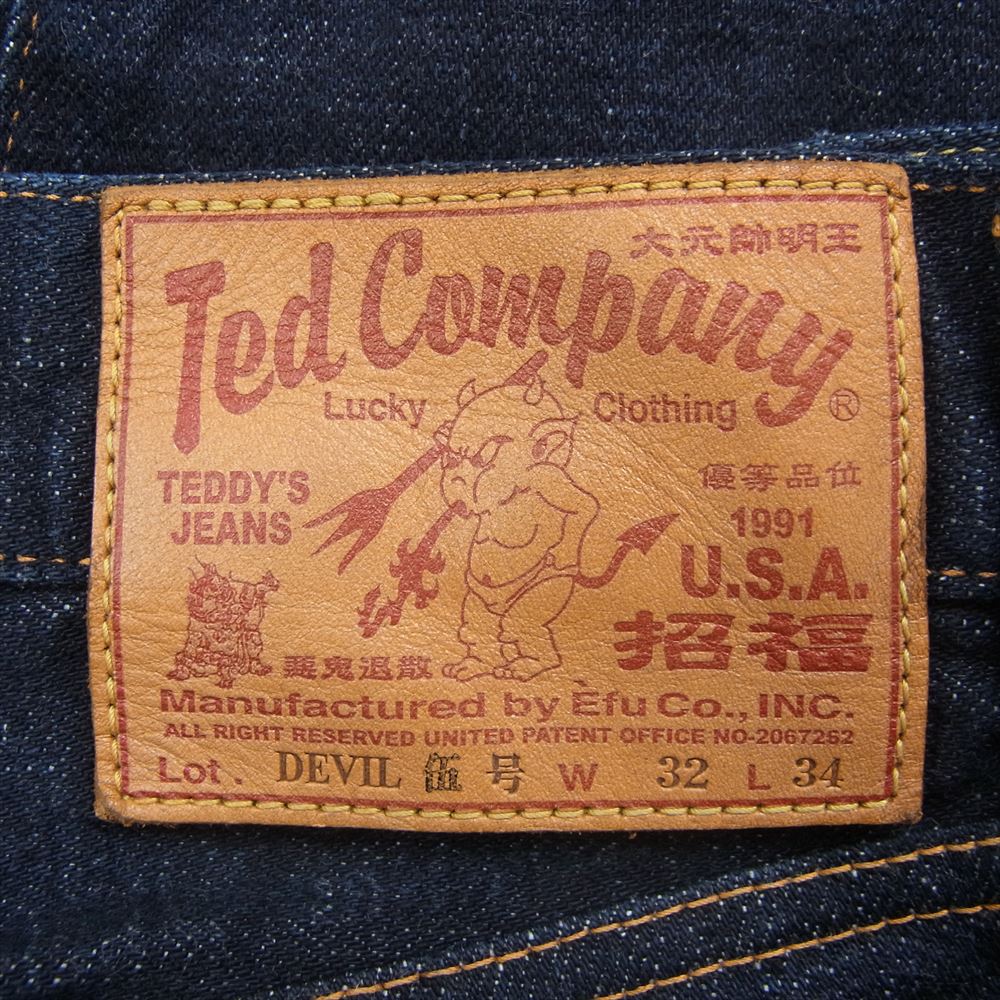 大元帥明王
Ted Company®
Lucky Clothing
TEDDY'S
JEANS
優等品位
1991
U.S.A.
招福
悪鬼退散
Manufactured by Èfu Co., INC.
ALL RIGHT RESERVED UNITED PATENT OFFICE NO-2067262
Lot. DEVIL 伍 号 W 32 L 34